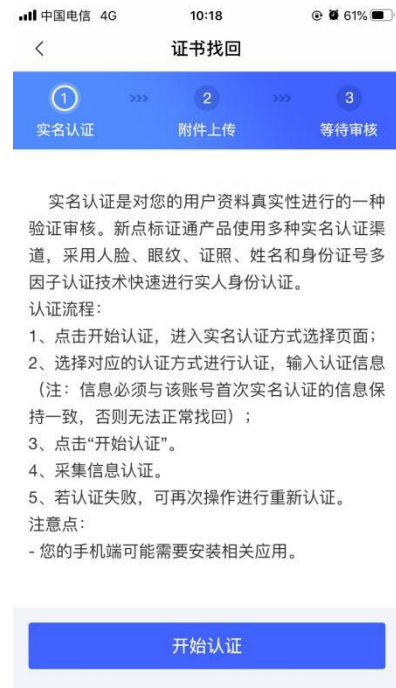 中国电信 4G 10:18 61%
证书找回
1 >>> 2 >>> 3
实名认证 附件上传 等待审核
实名认证是对您的用户资料真实性进行的一种
验证审核。新点标证通产品使用多种实名认证渠
道，采用人脸、眼纹、证照、姓名和身份证号多
因子认证技术快速进行实人身份认证。
认证流程：
1、点击开始认证，进入实名认证方式选择页面；
2、选择对应的认证方式进行认证，输入认证信息
（注：信息必须与该账号首次实名认证的信息保
持一致，否则无法正常找回）；
3、点击“开始认证”。
4、采集信息认证。
5、若认证失败，可再次操作进行重新认证。
注意点：
- 您的手机端可能需要安装相关应用。
开始认证